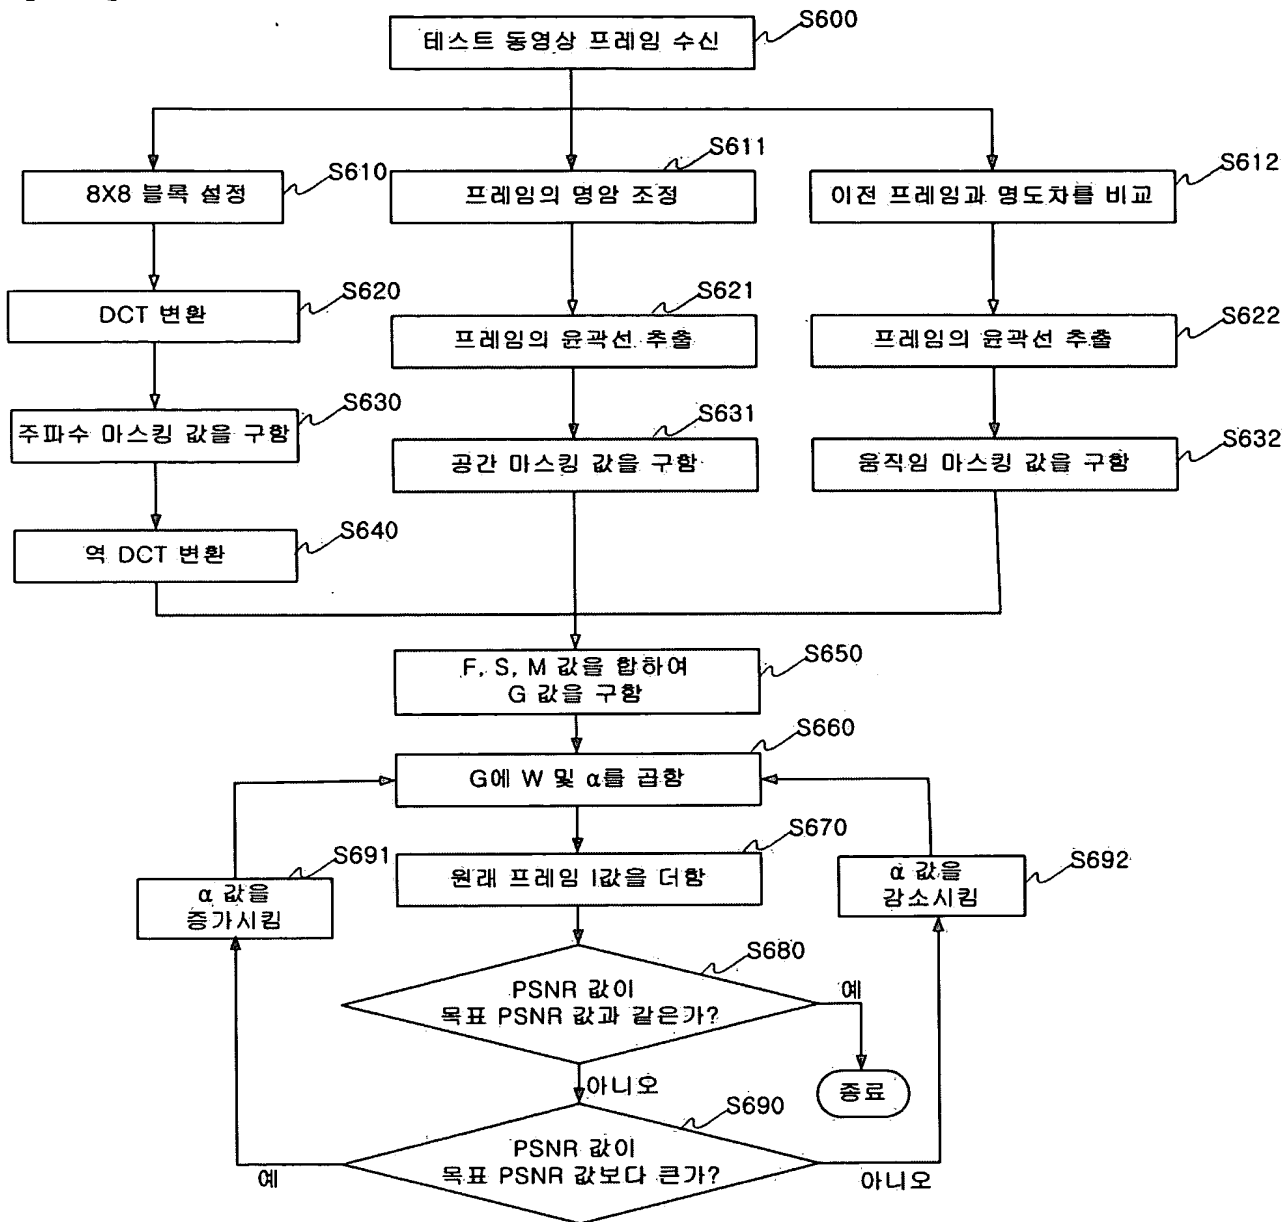 테스트 동영상 프레임 수신
S600
8X8 블록 설정
S610
프레임의 명암 조정
S611
이전 프레임과 명도차를 비교
S612
DCT 변환
S620
프레임의 윤곽선 추출
S621
프레임의 윤곽선 추출
S622
주파수 마스킹 값을 구함
S630
공간 마스킹 값을 구함
S631
움직임 마스킹 값을 구함
S632
역 DCT 변환
S640
F, S, M 값을 합하여
G 값을 구함
S650
G에 W 및 α를 곱함
S660
원래 프레임 I값을 더함
S670
α 값을
증가시킴
S691
α 값을
감소시킴
S692
PSNR 값이
목표 PSNR 값과 같은가?
S680
예
종료
아니오
PSNR 값이
목표 PSNR 값보다 큰가?
S690
예
아니오